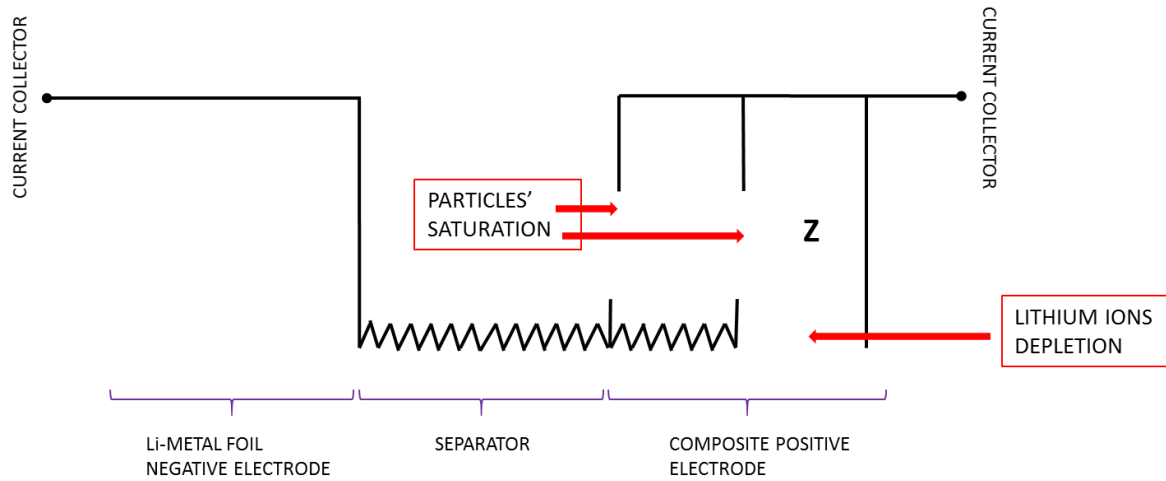 CURRENT COLLECTOR
CURRENT COLLECTOR
PARTICLES’
SATURATION
Z
LITHIUM IONS
DEPLETION
Li-METAL FOIL
NEGATIVE ELECTRODE
SEPARATOR
COMPOSITE POSITIVE
ELECTRODE